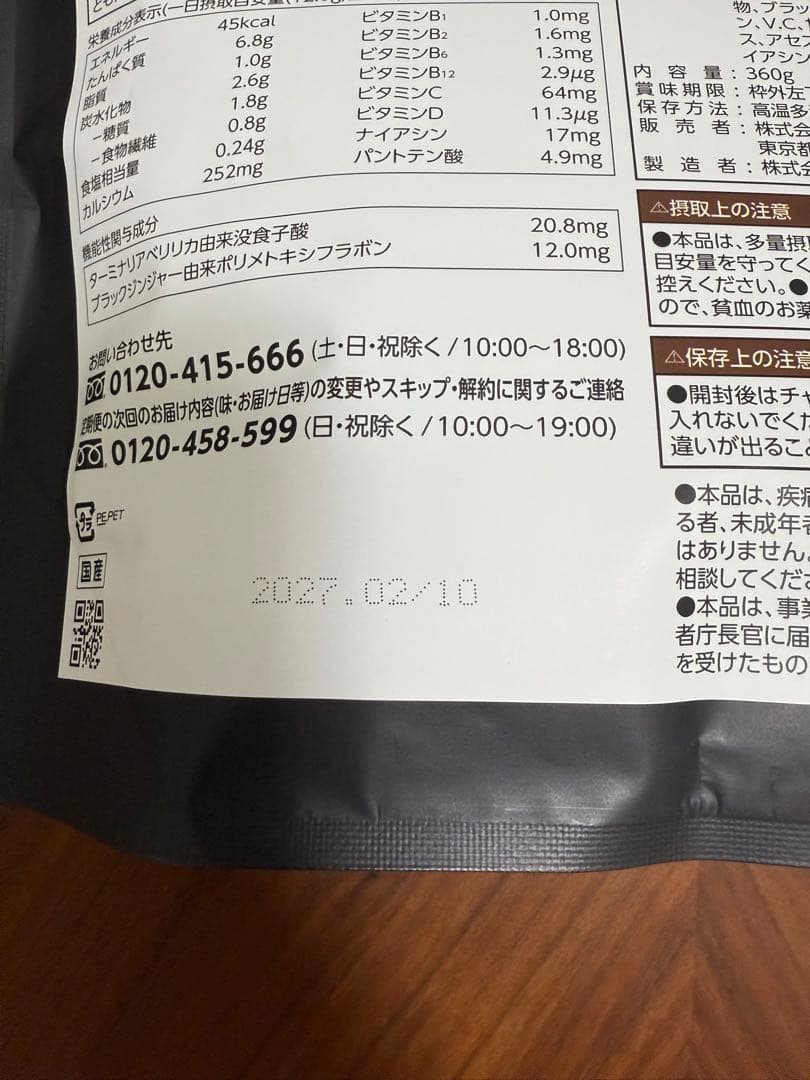 栄養成分表示(一日摂取目安量
エネルギー 45kcal
たんぱく質 6.8g
脂質 1.0g
炭水化物 2.6g
−糖質 1.8g
−食物繊維 0.8g
食塩相当量 0.24g
カルシウム 252mg
ビタミンB1 1.0mg
ビタミンB2 1.6mg
ビタミンB6 1.3mg
ビタミンB12 2.9μg
ビタミンC 64mg
ビタミンD 11.3μg
ナイアシン 17mg
パントテン酸 4.9mg
機能性関与成分
ターミナリアベリリカ由来没食子酸 20.8mg
ブラックジンジャー由来ポリメトキシフラボン 12.0mg
お問い合わせ先
0120-415-666 (土・日・祝除く/10:00〜18:00)
定期便の次回のお届け内容(味・お届け日等)の変更やスキップ・解約に関するご連絡
0120-458-599 (日・祝除く/10:00〜19:00)
プラ PE,PET
国産
2027.02/10
物、ブラッ
ン、V.C、
ス、アセス
イアシン
内容量:360g
賞味期限:枠外左下
保存方法:高温多
販売者:株式会
東京都
製造者:株式会
⚠摂取上の注意
●本品は、多量摂
目安量を守ってく
控えください。●
ので、貧血のお薬
⚠保存上の注意
●開封後はチャ
入れないでくだ
違いが出るこ
●本品は、疾病
る者、未成年者
はありません。
相談してくださ
●本品は、事業
者庁長官に届
を受けたもの